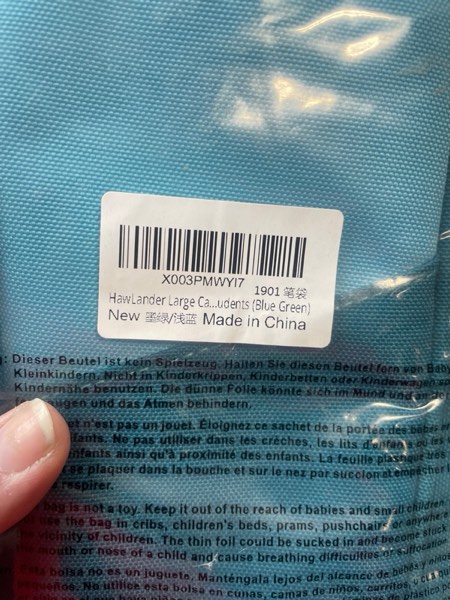 X003PMWYI7
1901 笔袋
HawLander Large Ca...udents (Blue Green)
New 墨绿/浅蓝 Made in China
: Dieser Beutel ist kein Spielzeug. Halten Sie diesen Beutel fern von
Kleinkindern. Nicht in Kinderkrippen, Kinderbetten oder Kinderwagen
Kindernähe benutzen. Die dünne Folie könnte sich im Mund
und das Atmen behindern.
n'est pas un jouet. Éloignez ce sachet de la portée des bébés
Ne pas utiliser dans les crèches, les lits
ainsi qu'à proximité des enfants. La feuille plastique
se plaquer dans la bouche et sur le nez par succion et empêcher
respirer.
bag is not a toy. Keep it out of the reach of babies and small children.
use the bag in cribs, children's beds, prams, pushchairs or anywhere
vicinity of children. The thin foil could be sucked in and become stuck
mouth or nose of a child and cause breathing difficulties or suffocation
Esta bolsa no es un juguete. Manténgala lejos del alcance de bebés y niños
No utilice esta bolsa en cunas, camas de niños,